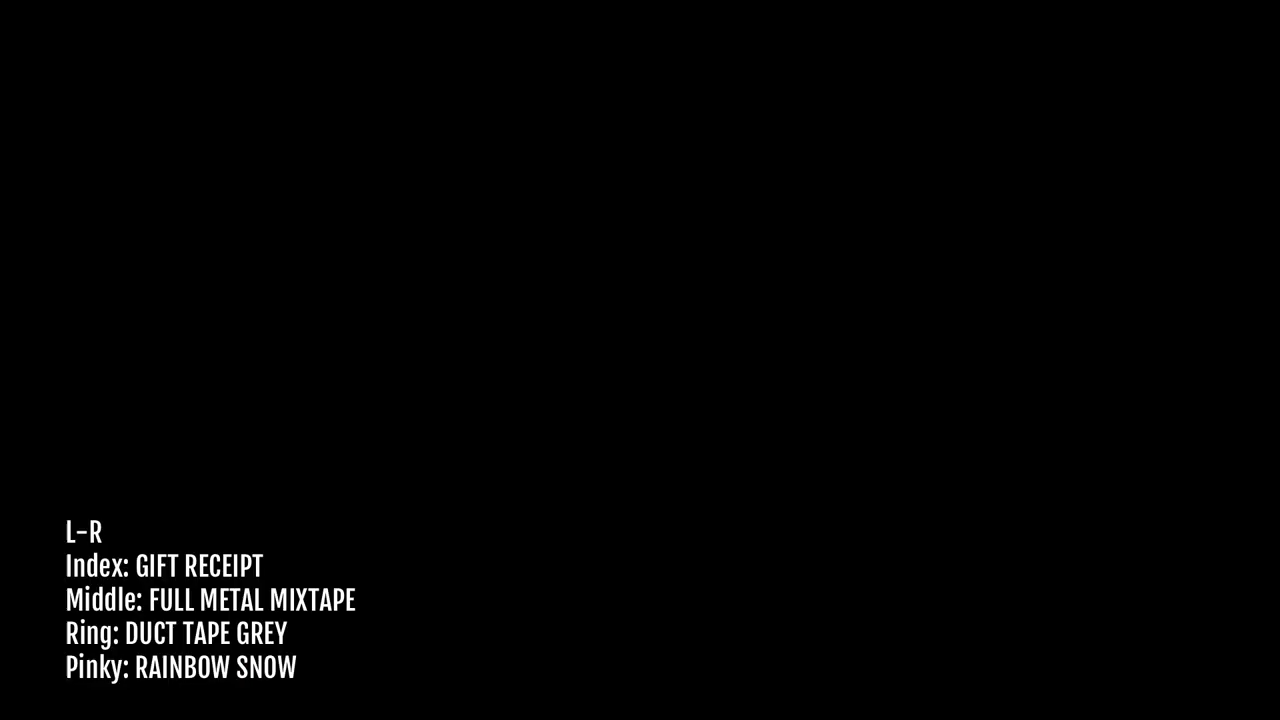 L-R
Index: GIFT RECEIPT
Middle: FULL METAL MIXTAPE
Ring: DUCT TAPE GREY
Pinky: RAINBOW SNOW